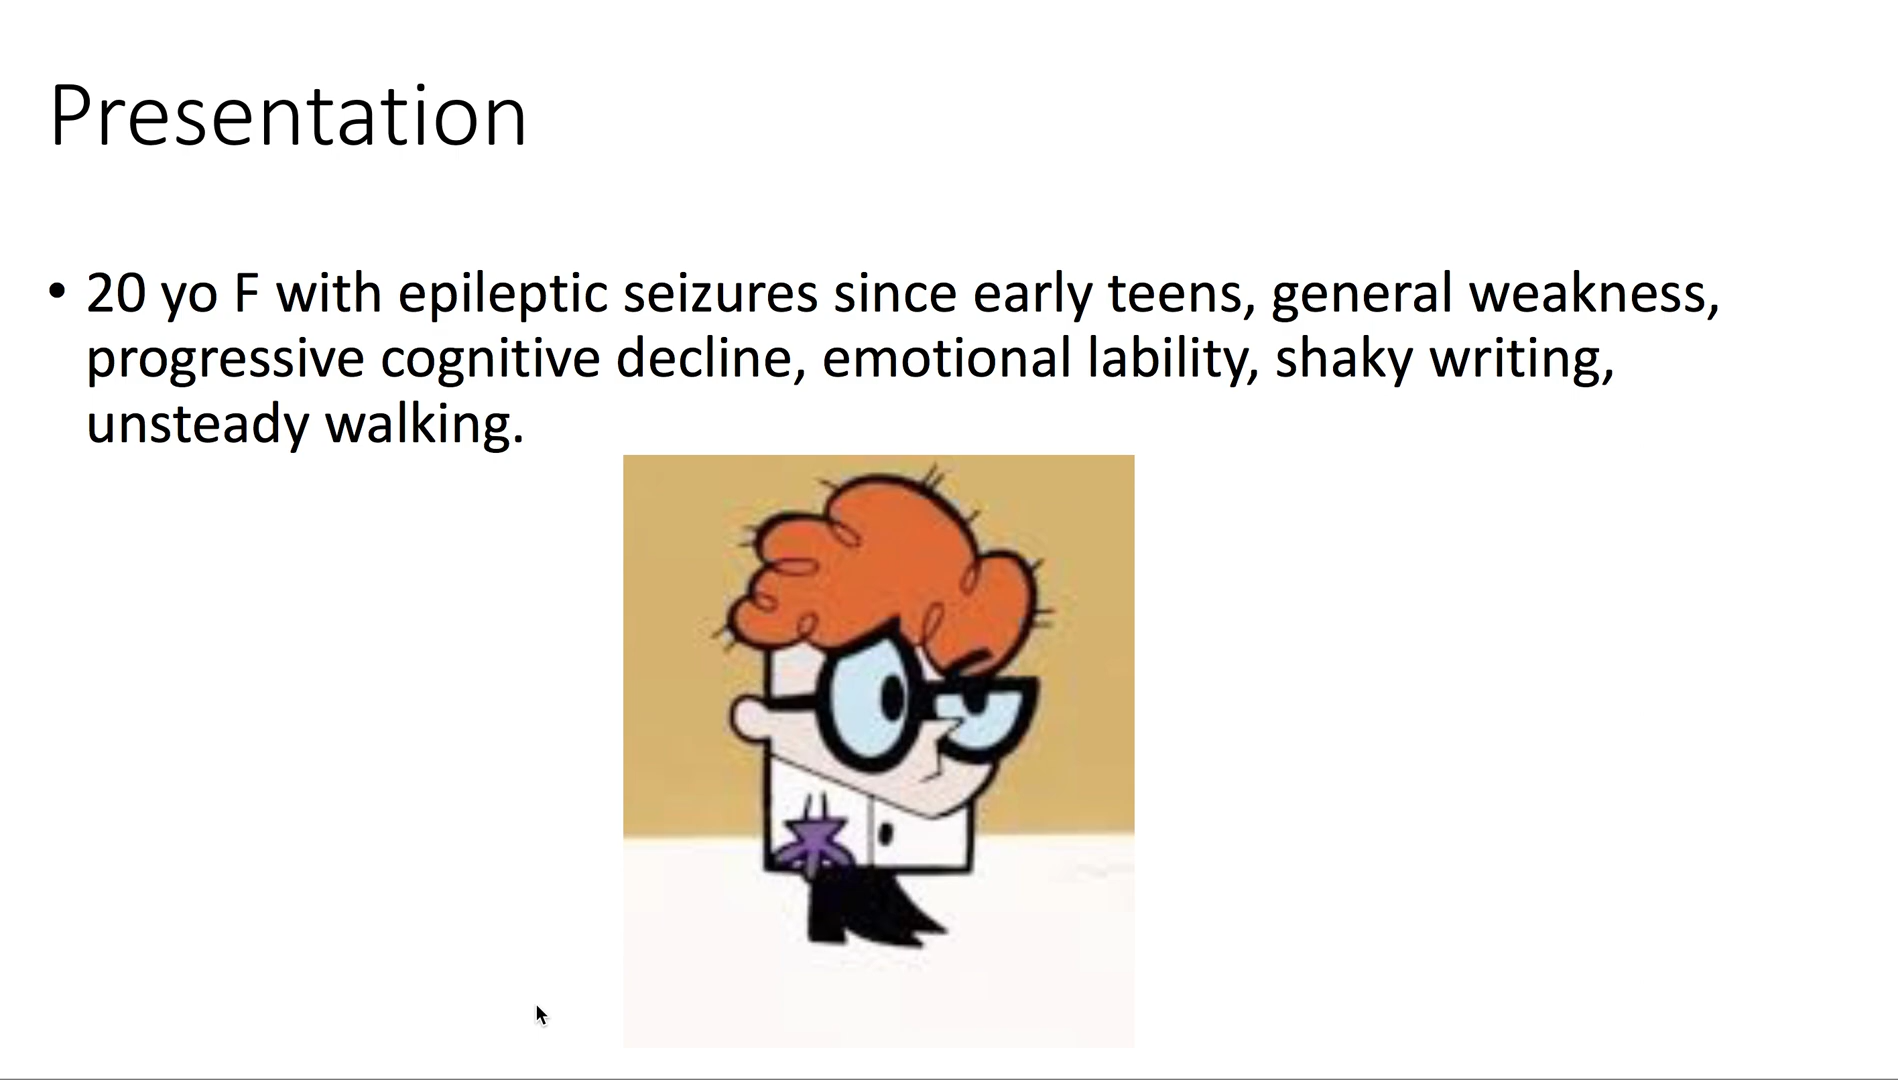 Presentation
• 20 yo F with epileptic seizures since early teens, general weakness,
progressive cognitive decline, emotional lability, shaky writing,
unsteady walking.